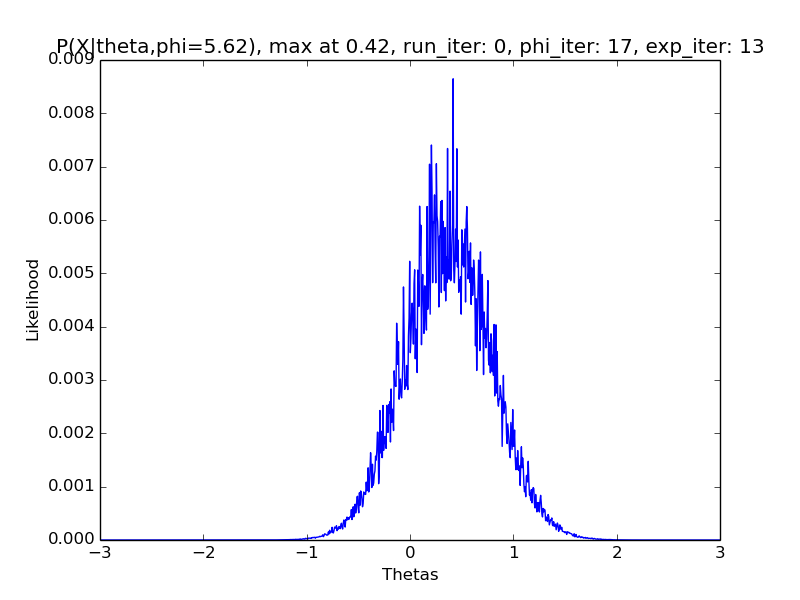 P(X|theta,phi=5.62), max at 0.42, run_iter: 0, phi_iter: 17, exp_iter: 13
0.009
0.008
0.007
0.006
0.005
0.004
0.003
0.002
0.001
0.000
Likelihood
−3 −2 −1 0 1 2 3
Thetas